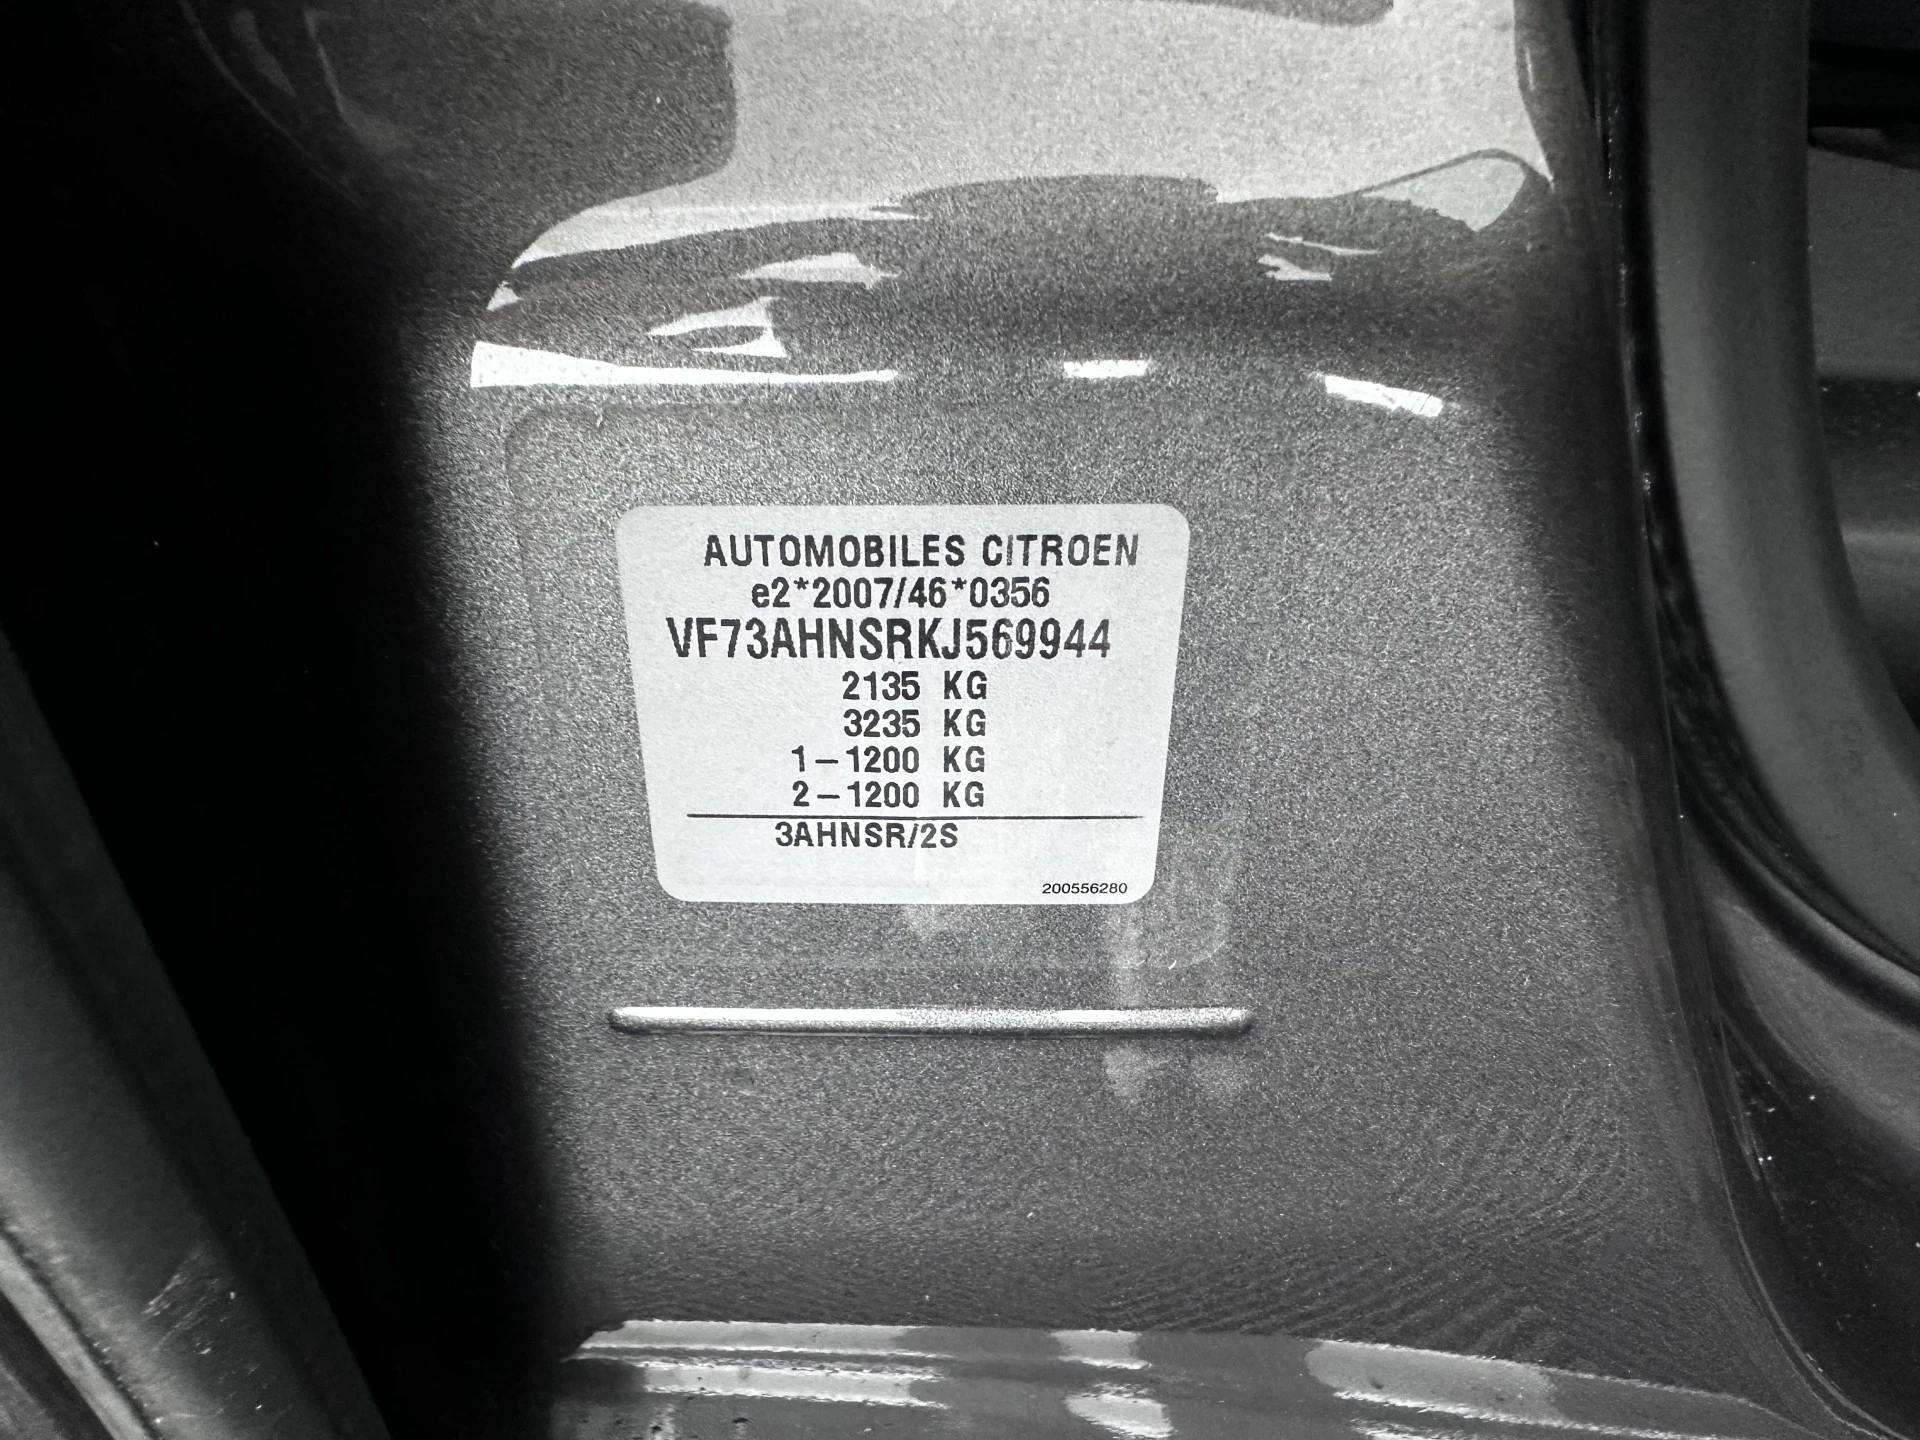 AUTOMOBILES CITROEN
e2*2007/46*0356
VF73AHNSRKJ569944
2135 KG
3235 KG
1-1200 KG
2-1200 KG
3AHNSR/2S
200556280